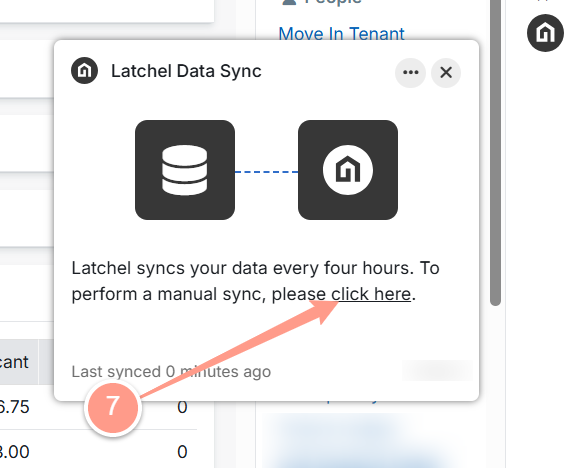 People
Move In Tenant
Latchel Data Sync
Latchel syncs your data every four hours. To
perform a manual sync, please click here.
Last synced 0 minutes ago
cant
7
6.75 0
3.00 0